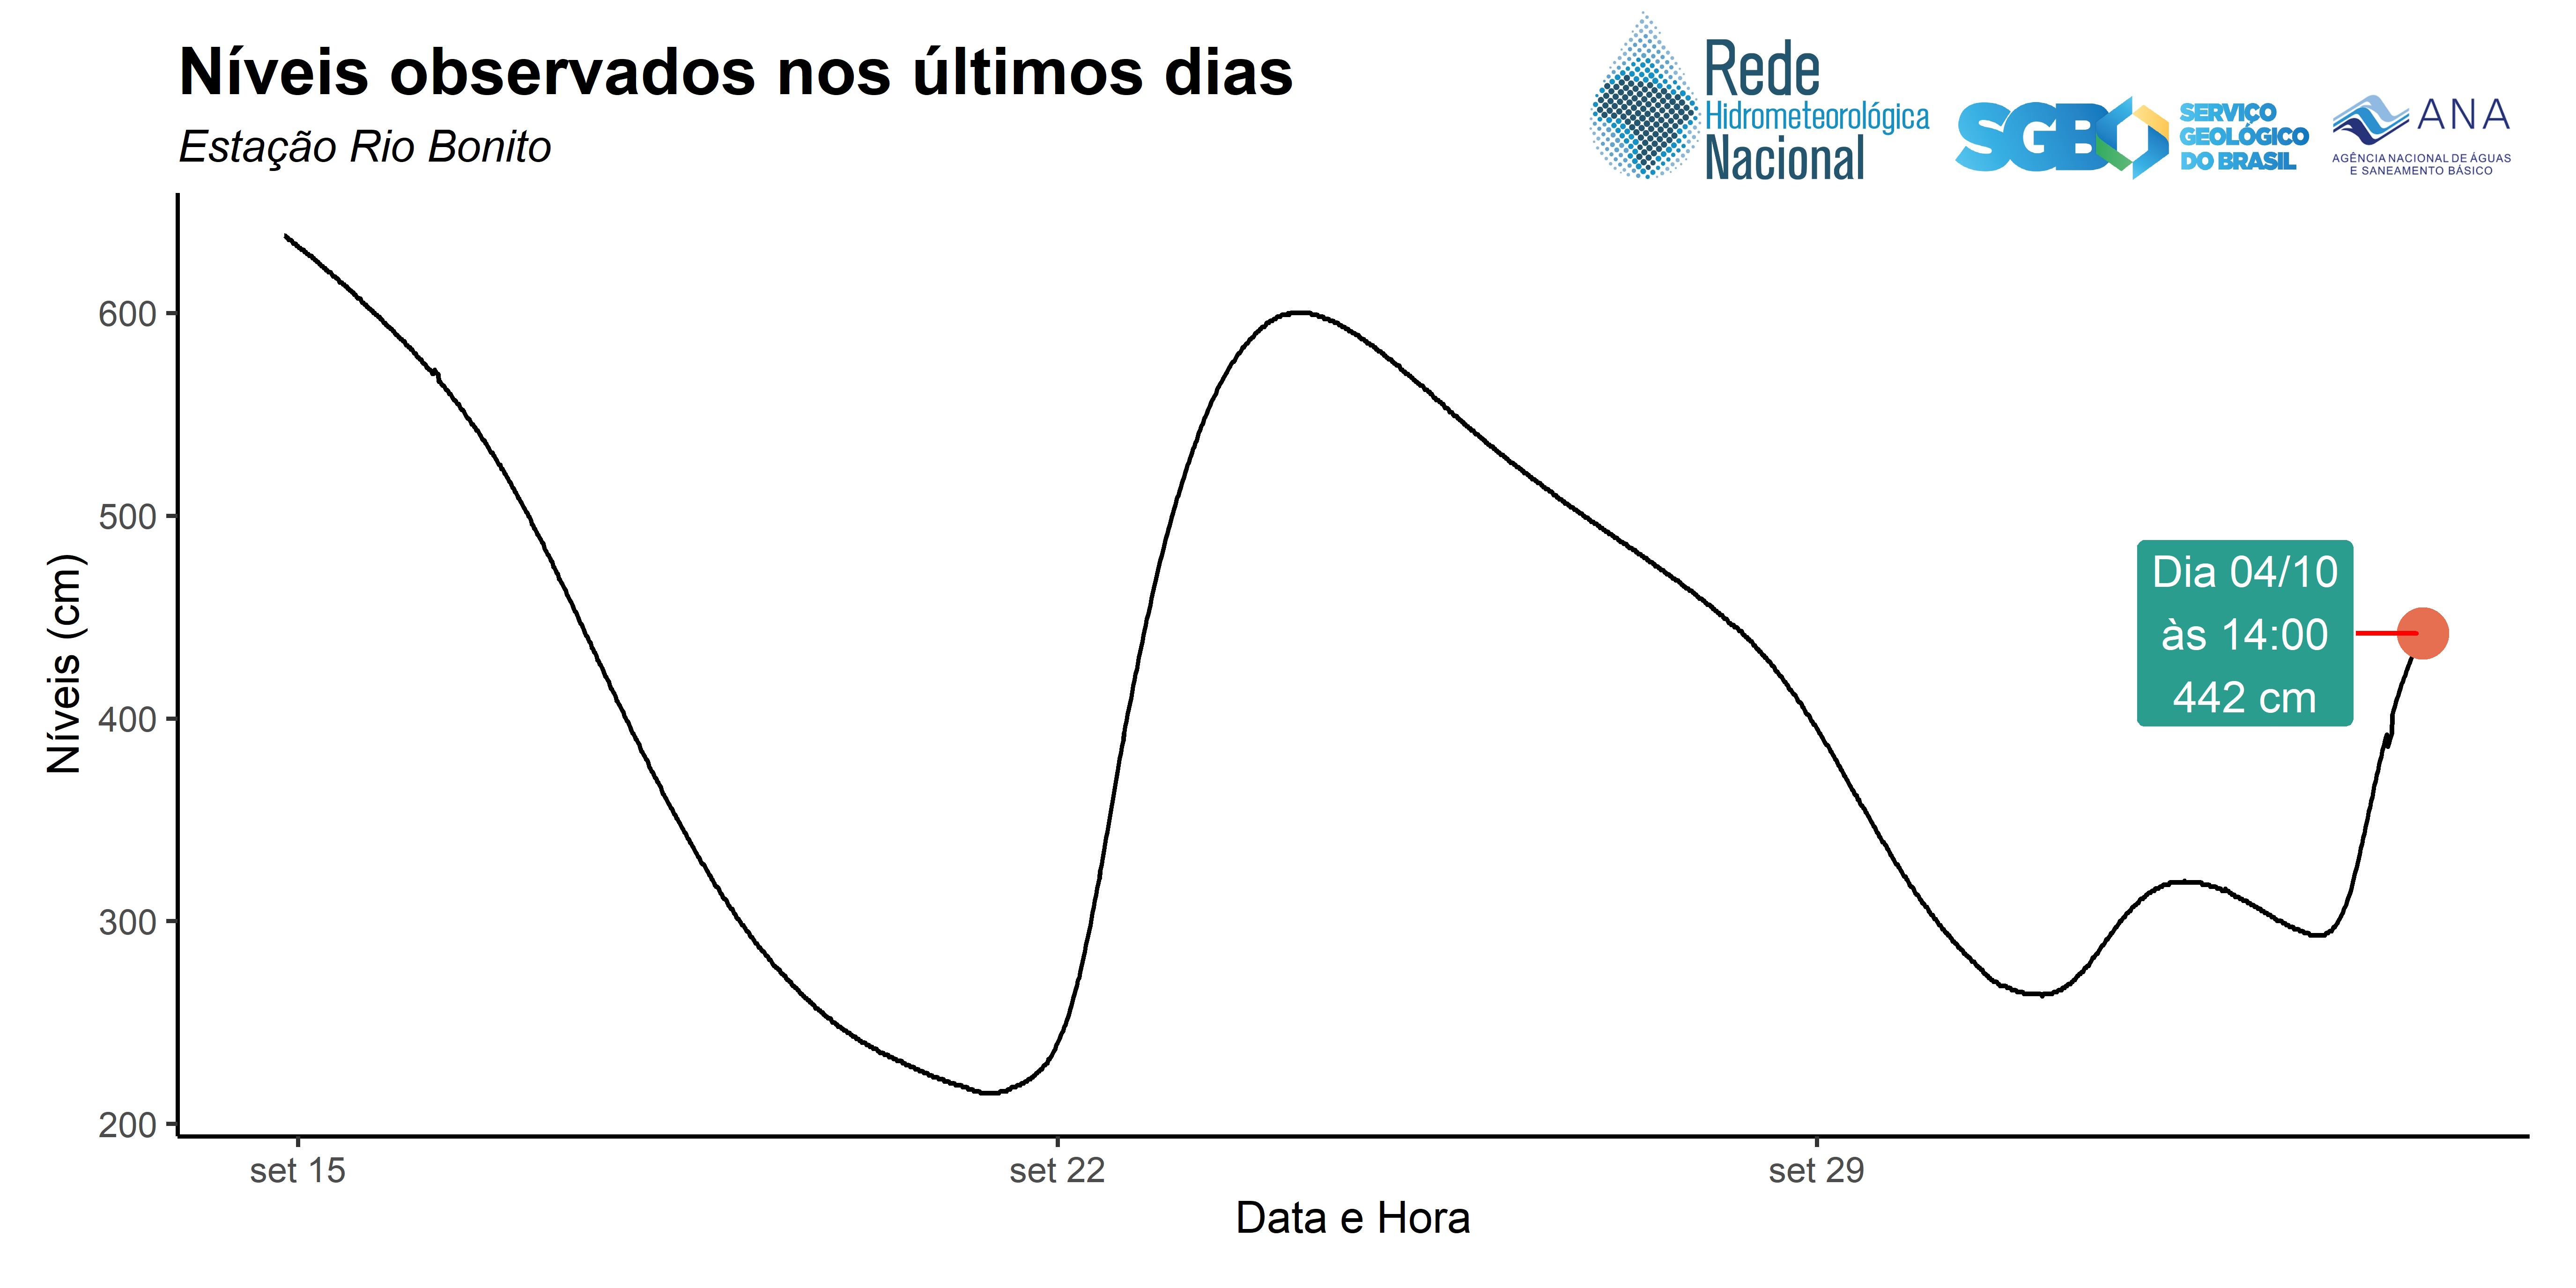 Níveis observados nos últimos dias
Estação Rio Bonito
Rede
Hidrometeorológica
Nacional
SGB
SERVIÇO
GEOLÓGICO
DO BRASIL
ANA
AGÊNCIA NACIONAL DE ÁGUAS
E SANEAMENTO BÁSICO
Níveis (cm)
600
500
400
300
200
Dia 04/10
às 14:00
442 cm
set 15
set 22
set 29
Data e Hora